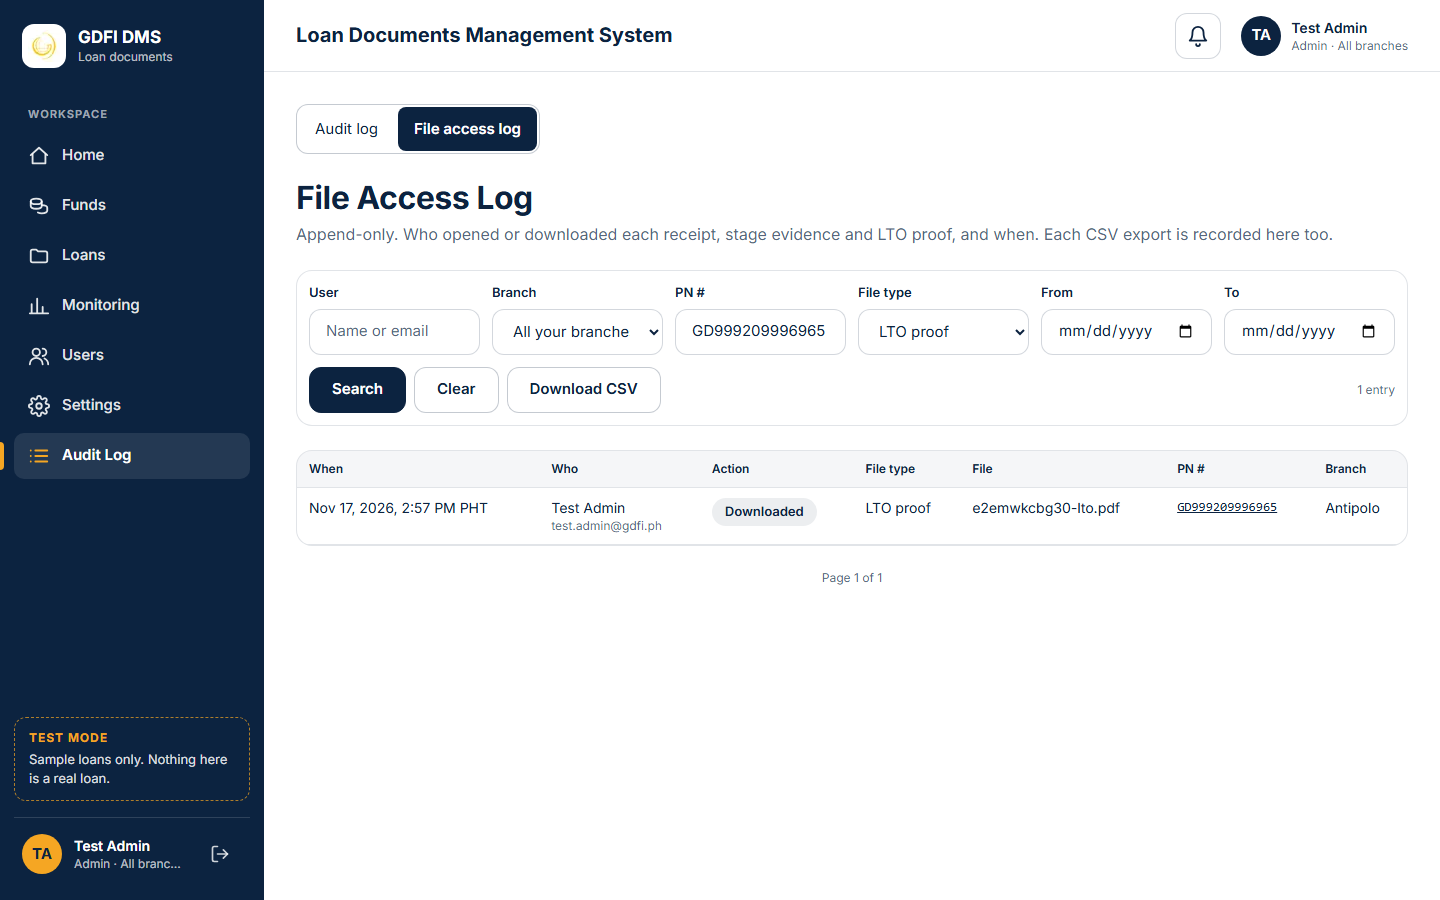 GDFI DMS
Loan documents
WORKSPACE
Home
Funds
Loans
Monitoring
Users
Settings
Audit Log
TEST MODE
Sample loans only. Nothing here
is a real loan.
TA
Test Admin
Admin · All branc...
Loan Documents Management System
TA
Test Admin
Admin · All branches
Audit log
File access log
File Access Log
Append-only. Who opened or downloaded each receipt, stage evidence and LTO proof, and when. Each CSV export is recorded here too.
User Branch PN # File type From To
Name or email All your branche GD999209996965 LTO proof mm/dd/yyyy mm/dd/yyyy
Search Clear Download CSV 1 entry
When Who Action File type File PN # Branch
Nov 17, 2026, 2:57 PM PHT Test Admin Downloaded LTO proof e2emwkcbg30-lto.pdf GD999209996965 Antipolo
test.admin@gdfi.ph
Page 1 of 1